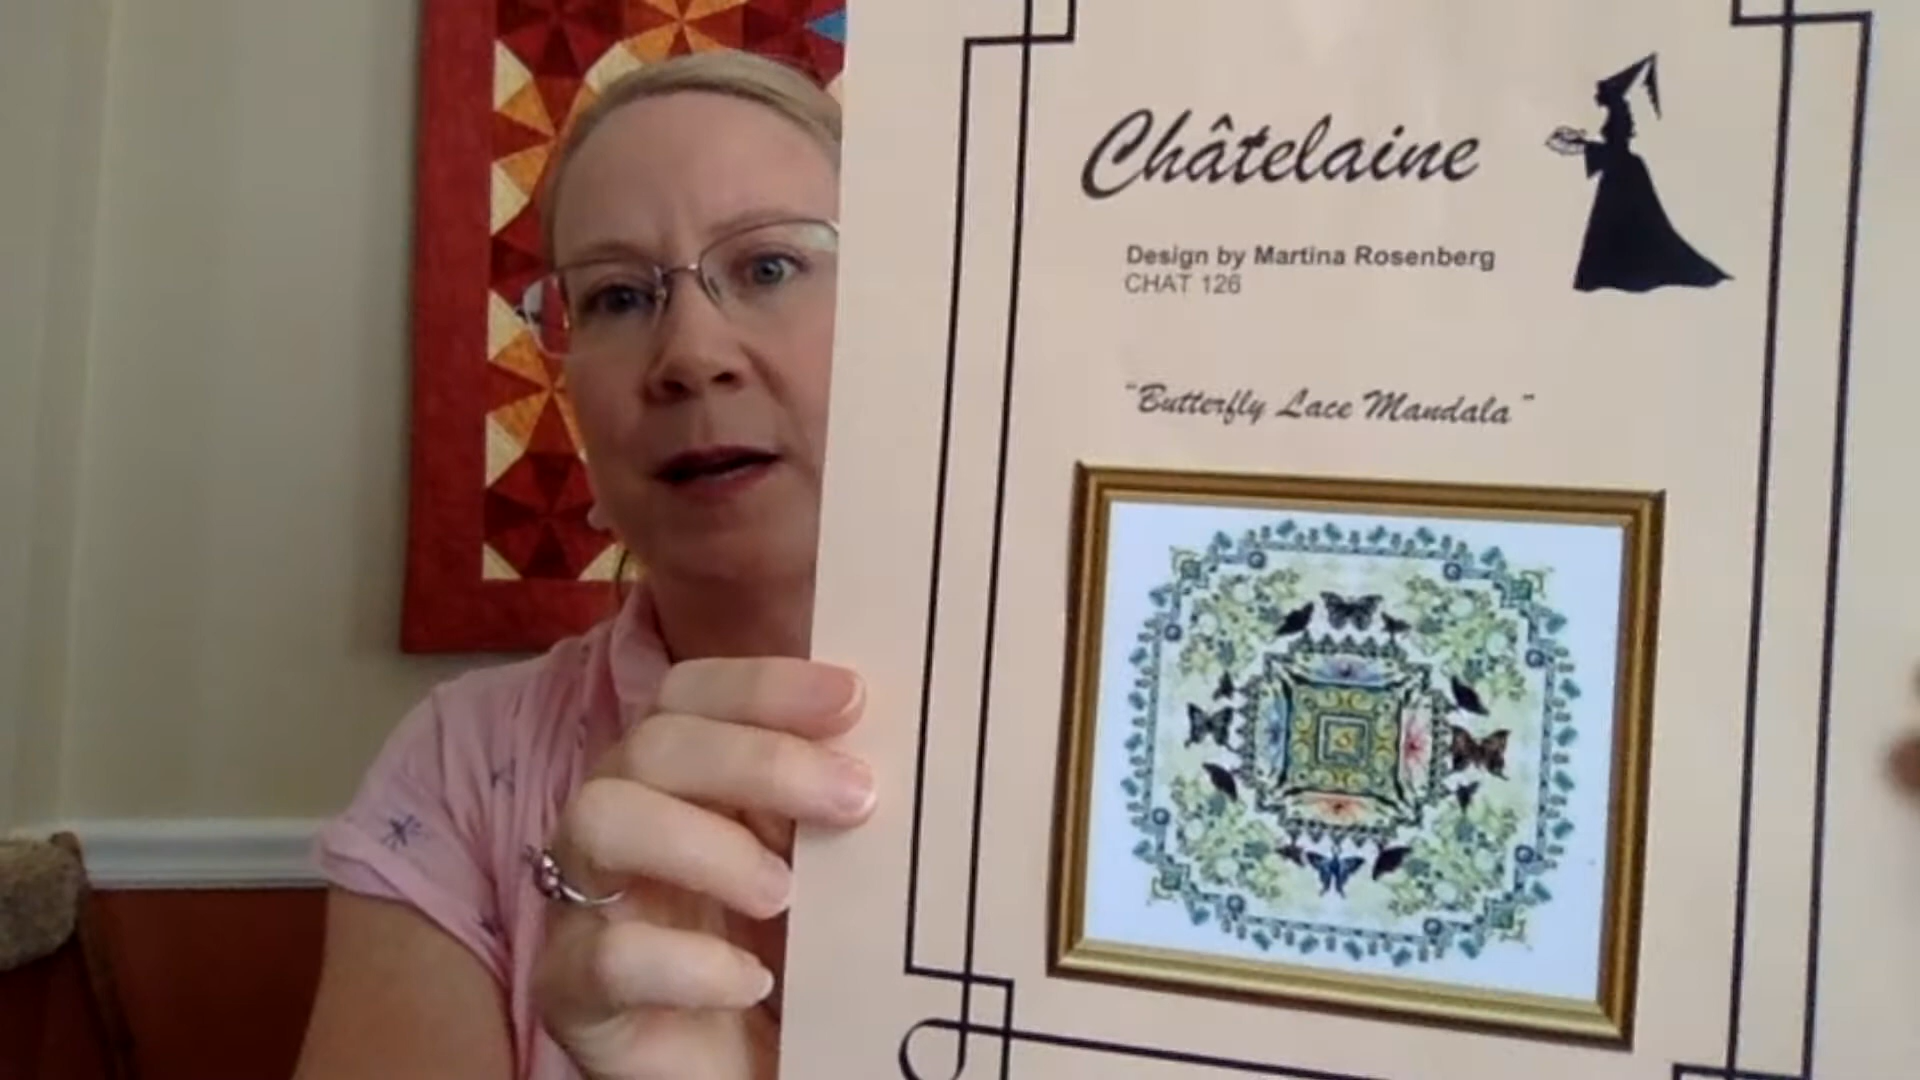 Châtelaine
Design by Martina Rosenberg
CHAT 126
"Butterfly Lace Mandala"